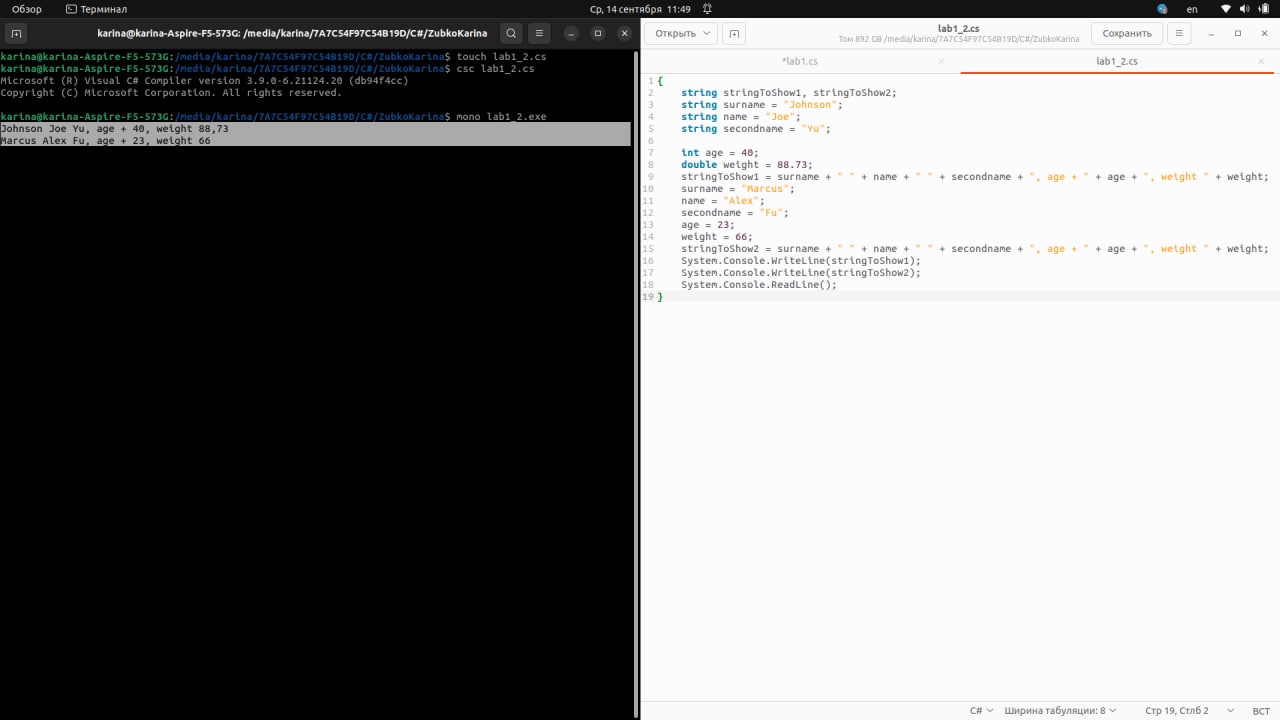 Обзор
Терминал
Ср, 14 сентября 11:49
en
karina@karina-Aspire-F5-573G: /media/karina/7A7C54F97C54B19D/C#/ZubkoKarina
karina@karina-Aspire-F5-573G:/media/karina/7A7C54F97C54B19D/C#/ZubkoKarina$ touch lab1_2.cs
karina@karina-Aspire-F5-573G:/media/karina/7A7C54F97C54B19D/C#/ZubkoKarina$ csc lab1_2.cs
Microsoft (R) Visual C# Compiler version 3.9.0-6.21124.20 (db94f4cc)
Copyright (C) Microsoft Corporation. All rights reserved.
karina@karina-Aspire-F5-573G:/media/karina/7A7C54F97C54B19D/C#/ZubkoKarina$ mono lab1_2.exe
Johnson Joe Yu, age + 40, weight 88,73
Marcus Alex Fu, age + 23, weight 66
Открыть
lab1_2.cs
Том 892 GB /media/karina/7A7C54F97C54B19D/C#/ZubkoKarina
Сохранить
*lab1.cs
lab1_2.cs
1 {
2 string stringToShow1, stringToShow2;
3 string surname = "Johnson";
4 string name = "Joe";
5 string secondname = "Yu";
6
7 int age = 40;
8 double weight = 88.73;
9 stringToShow1 = surname + " " + name + " " + secondname + ", age + " + age + ", weight " + weight;
10 surname = "Marcus";
11 name = "Alex";
12 secondname = "Fu";
13 age = 23;
14 weight = 66;
15 stringToShow2 = surname + " " + name + " " + secondname + ", age + " + age + ", weight " + weight;
16 System.Console.WriteLine(stringToShow1);
17 System.Console.WriteLine(stringToShow2);
18 System.Console.ReadLine();
19 }
C#
Ширина табуляции: 8
Стр 19, Стлб 2
ВСТ